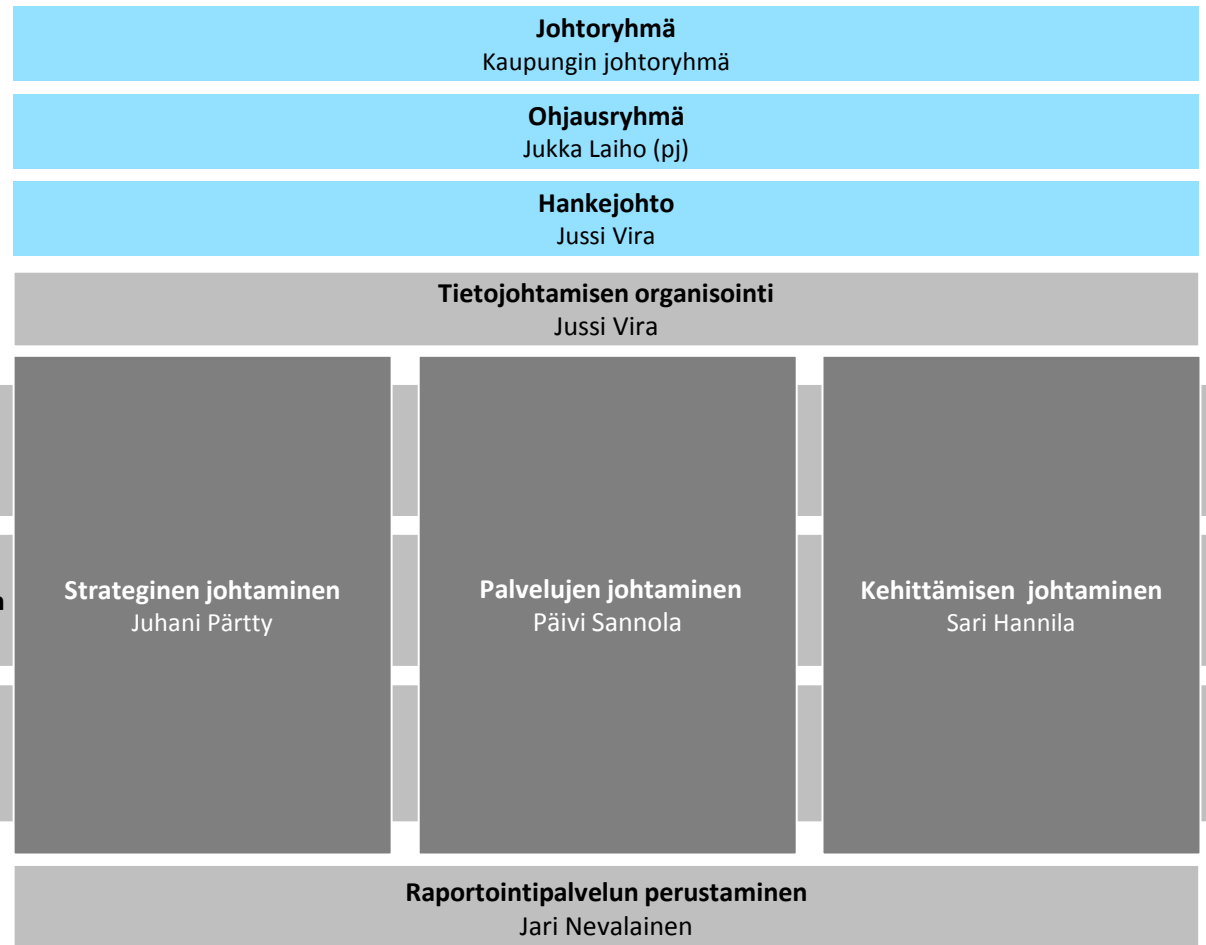 Johtoryhmä
Kaupungin johtoryhmä
Ohjausryhmä
Jukka Laiho (pj)
Hankejohto
Jussi Vira
Tietojohtamisen organisointi
Jussi Vira
Strateginen johtaminen
Juhani Pärtty
Palvelujen johtaminen
Päivi Sannola
Kehittämisen  johtaminen
Sari Hannila
Raportointipalvelun perustaminen
Jari Nevalainen